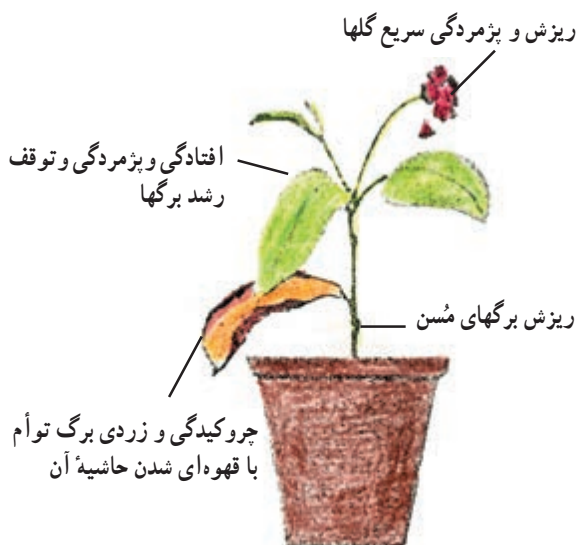 ریزش و پژمردگی سریع گلها
افتادگی و پژمردگی و توقف
رشد برگها
ریزش برگهای مُسن
چروکیدگی و زردی برگ توأم
با قهوه‌ای شدن حاشیهٔ آن